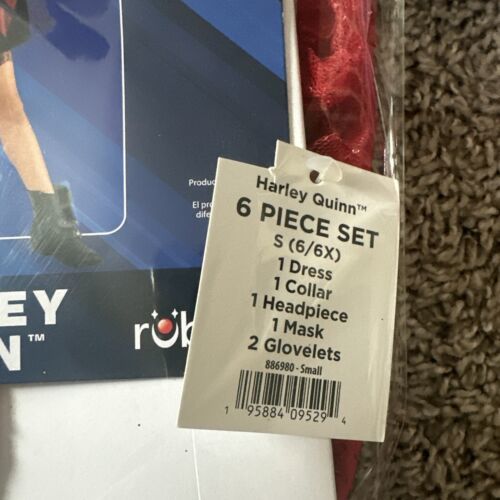 Produc
El pro
dife
EY
N™
rub
Harley Quinn™
6 PIECE SET
S (6/6X)
1 Dress
1 Collar
1 Headpiece
1 Mask
2 Glovelets
886980 - Small
1 95884 09529 4